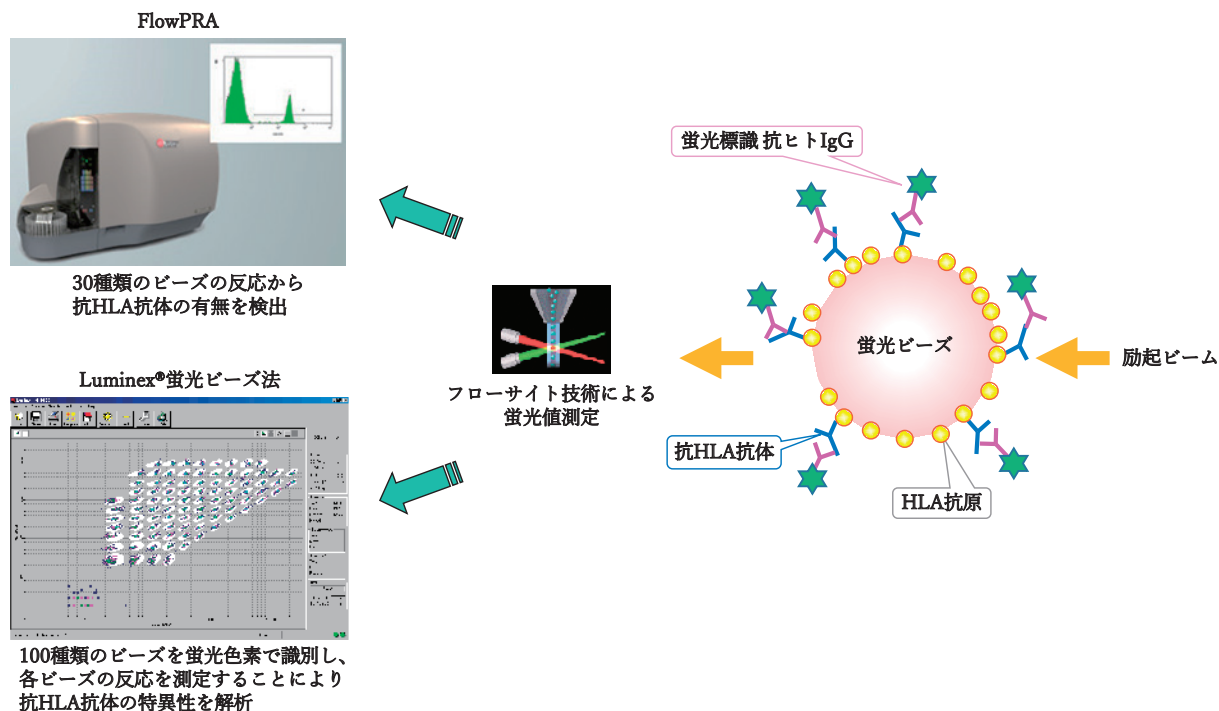 FlowPRA
30種類のビーズの反応から
抗HLA抗体の有無を検出
Luminex®蛍光ビーズ法
100種類のビーズを蛍光色素で識別し、
各ビーズの反応を測定することにより
抗HLA抗体の特異性を解析
フローサイト技術による
蛍光値測定
蛍光標識 抗ヒトIgG
蛍光ビーズ
励起ビーム
抗HLA抗体
HLA抗原